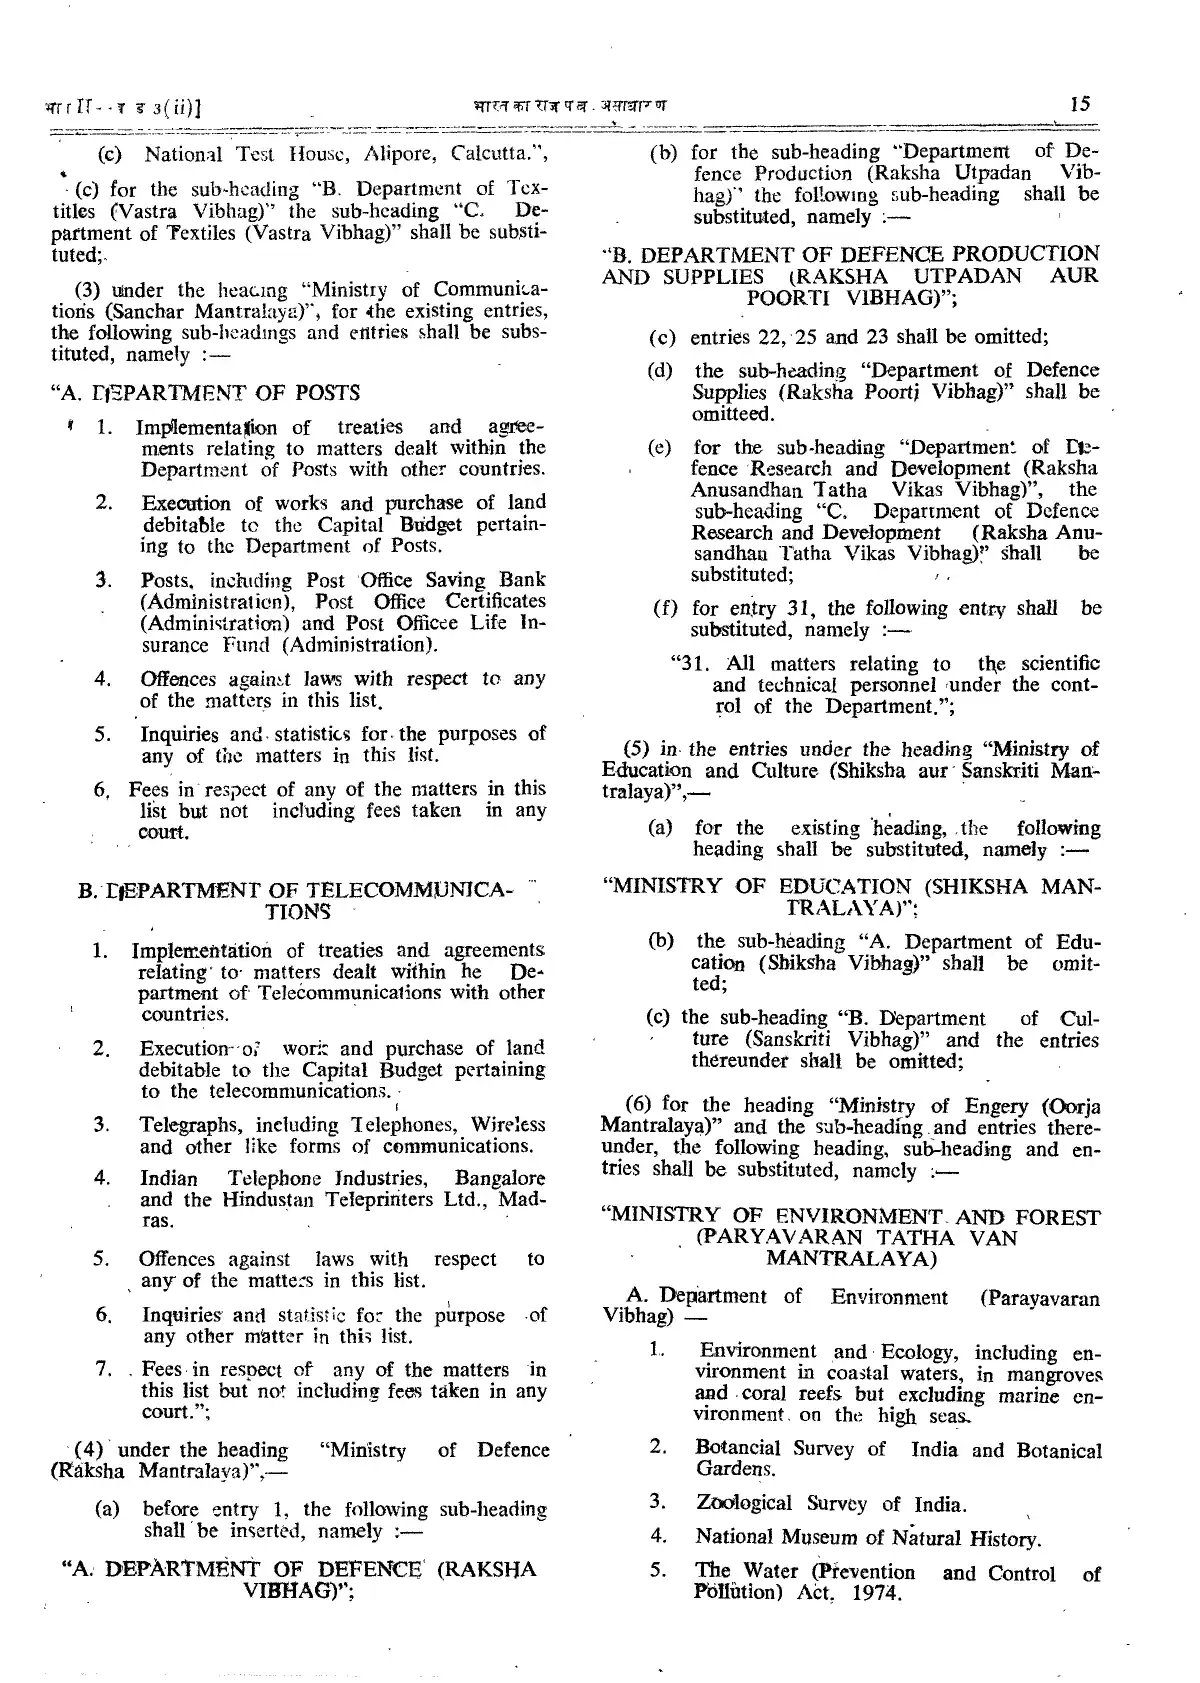 3(ii)]
भारत का राजपत्र : असाधारण
15
(c) National Test House, Alipore, Calcutta.",
(c) for the sub-heading "B. Department of Tex-
titles (Vastra Vibhag)" the sub-heading "C. De-
partment of Textiles (Vastra Vibhag)" shall be substi-
tuted;
(3) under the heading "Ministry of Communica-
tions (Sanchar Mantralaya)", for the existing entries,
the following sub-headings and entries shall be subs-
tituted, namely :—
"A. DEPARTMENT OF POSTS
1. Implementation of treaties and agree-
ments relating to matters dealt within the
Department of Posts with other countries.
2. Execution of works and purchase of land
debitable to the Capital Budget pertain-
ing to the Department of Posts.
3. Posts, including Post Office Saving Bank
(Administration), Post Office Certificates
(Administration) and Post Officee Life In-
surance Fund (Administration).
4. Offences against laws with respect to any
of the matters in this list.
5. Inquiries and statistics for the purposes of
any of the matters in this list.
6. Fees in respect of any of the matters in this
list but not including fees taken in any
court.
B. DEPARTMENT OF TELECOMMUNICA-
TIONS
1. Implementation of treaties and agreements
relating to matters dealt within he De-
partment of Telecommunications with other
countries.
2. Execution of work and purchase of land
debitable to the Capital Budget pertaining
to the telecommunications.
3. Telegraphs, including Telephones, Wireless
and other like forms of communications.
4. Indian Telephone Industries, Bangalore
and the Hindustan Teleprinters Ltd., Mad-
ras.
5. Offences against laws with respect to
any of the matters in this list.
6. Inquiries and statistic for the purpose of
any other matter in this list.
7. Fees in respect of any of the matters in
this list but not including fees taken in any
court.";
(4) under the heading "Ministry of Defence
(Raksha Mantralaya)",—
(a) before entry 1, the following sub-heading
shall be inserted, namely :—
"A. DEPARTMENT OF DEFENCE (RAKSHA
VIBHAG)";
(b) for the sub-heading "Department of De-
fence Production (Raksha Utpadan Vib-
hag)" the following sub-heading shall be
substituted, namely :—
"B. DEPARTMENT OF DEFENCE PRODUCTION
AND SUPPLIES (RAKSHA UTPADAN AUR
POORTI VIBHAG)";
(c) entries 22, 25 and 23 shall be omitted;
(d) the sub-heading "Department of Defence
Supplies (Raksha Poorti Vibhag)" shall be
omitteed.
(e) for the sub-heading "Department of De-
fence Research and Development (Raksha
Anusandhan Tatha Vikas Vibhag)", the
sub-heading "C. Department of Defence
Research and Development (Raksha Anu-
sandhan Tatha Vikas Vibhag)" shall be
substituted;
(f) for entry 31, the following entry shall be
substituted, namely :—
"31. All matters relating to the scientific
and technical personnel under the cont-
rol of the Department.";
(5) in the entries under the heading "Ministry of
Education and Culture (Shiksha aur Sanskriti Man-
tralaya)",—
(a) for the existing heading, the following
heading shall be substituted, namely :—
"MINISTRY OF EDUCATION (SHIKSHA MAN-
TRALAYA)";
(b) the sub-heading "A. Department of Edu-
cation (Shiksha Vibhag)" shall be omit-
ted;
(c) the sub-heading "B. Department of Cul-
ture (Sanskriti Vibhag)" and the entries
thereunder shall be omitted;
(6) for the heading "Ministry of Engery (Oorja
Mantralaya)" and the sub-heading and entries there-
under, the following heading, sub-heading and en-
tries shall be substituted, namely :—
"MINISTRY OF ENVIRONMENT AND FOREST
(PARYAVARAN TATHA VAN
MANTRALAYA)
A. Department of Environment (Parayavaran
Vibhag) —
1. Environment and Ecology, including en-
vironment in coastal waters, in mangroves
and coral reefs but excluding marine en-
vironment on the high seas.
2. Botancial Survey of India and Botanical
Gardens.
3. Zoological Survey of India.
4. National Museum of Natural History.
5. The Water (Prevention and Control of
Pollution) Act, 1974.